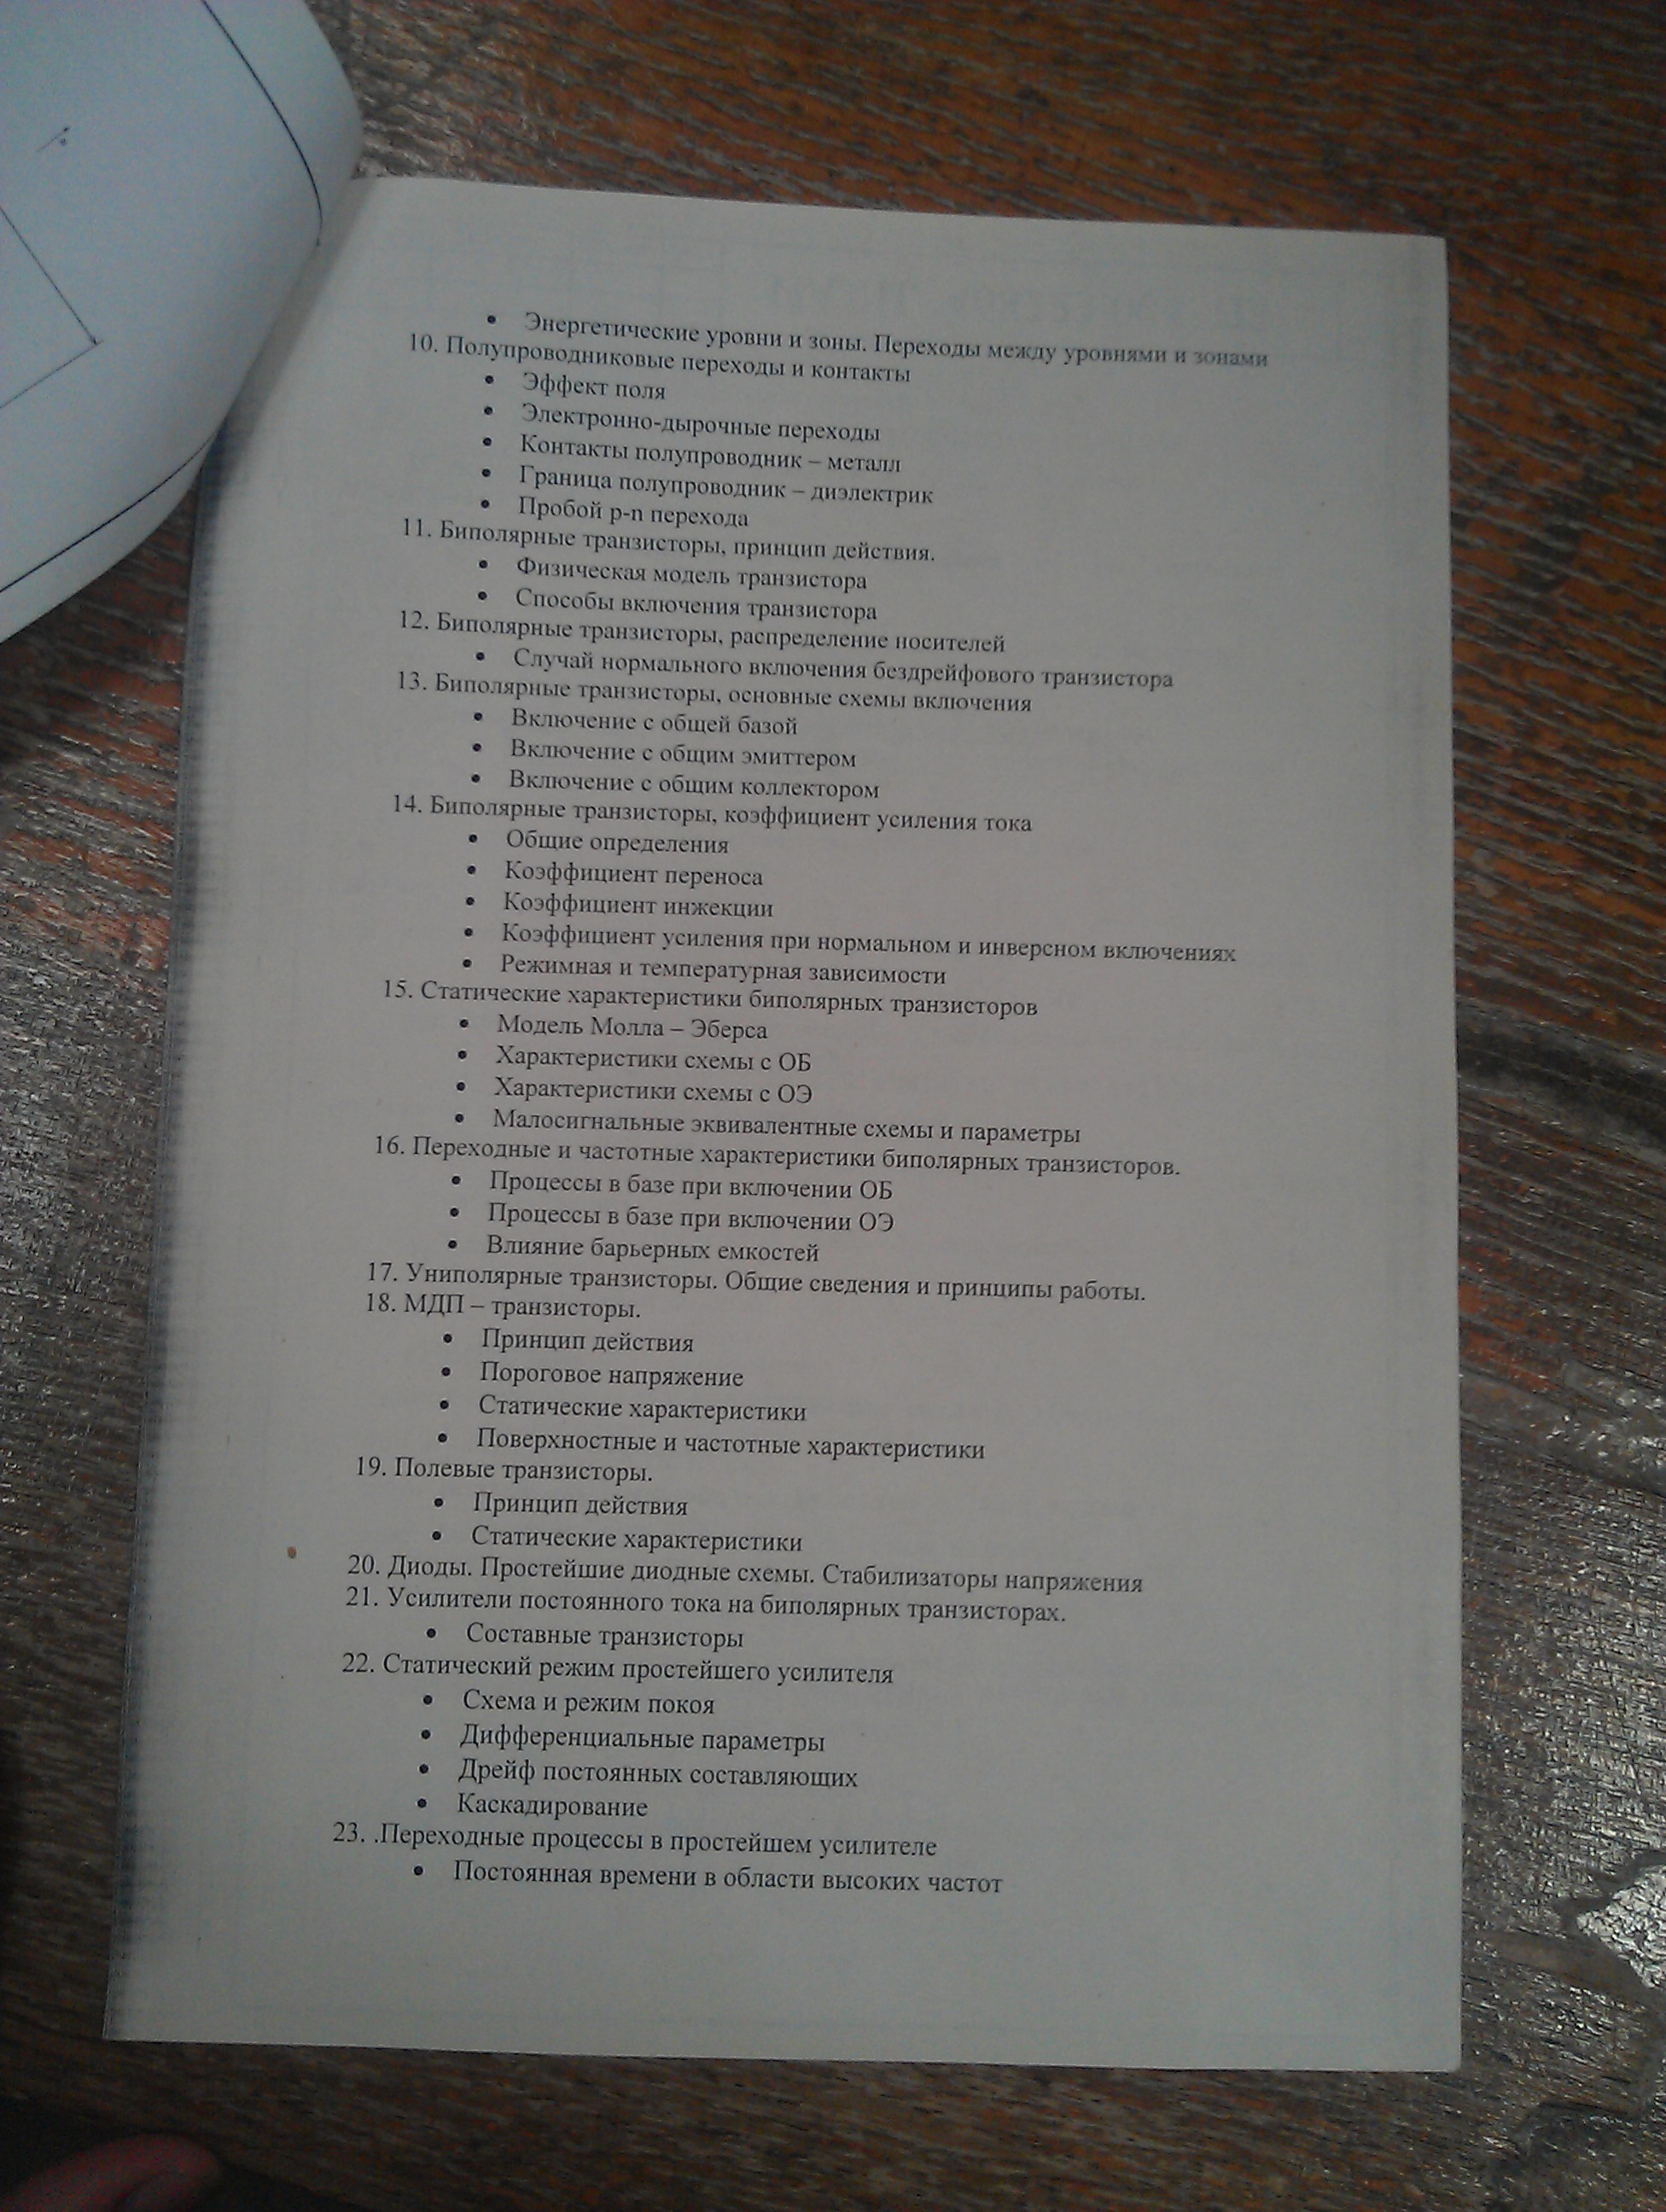 • Энергетические уровни и зоны. Переходы между уровнями и зонами
10. Полупроводниковые переходы и контакты
• Эффект поля
• Электронно-дырочные переходы
• Контакты полупроводник – металл
• Граница полупроводник – диэлектрик
• Пробой p-n перехода
11. Биполярные транзисторы, принцип действия.
• Физическая модель транзистора
• Способы включения транзистора
12. Биполярные транзисторы, распределение носителей
• Случай нормального включения бездрейфового транзистора
13. Биполярные транзисторы, основные схемы включения
• Включение с общей базой
• Включение с общим эмиттером
• Включение с общим коллектором
14. Биполярные транзисторы, коэффициент усиления тока
• Общие определения
• Коэффициент переноса
• Коэффициент инжекции
• Коэффициент усиления при нормальном и инверсном включениях
• Режимная и температурная зависимости
15. Статические характеристики биполярных транзисторов
• Модель Молла – Эберса
• Характеристики схемы с ОБ
• Характеристики схемы с ОЭ
• Малосигнальные эквивалентные схемы и параметры
16. Переходные и частотные характеристики биполярных транзисторов.
• Процессы в базе при включении ОБ
• Процессы в базе при включении ОЭ
• Влияние барьерных емкостей
17. Униполярные транзисторы. Общие сведения и принципы работы.
18. МДП – транзисторы.
• Принцип действия
• Пороговое напряжение
• Статические характеристики
• Поверхностные и частотные характеристики
19. Полевые транзисторы.
• Принцип действия
• Статические характеристики
20. Диоды. Простейшие диодные схемы. Стабилизаторы напряжения
21. Усилители постоянного тока на биполярных транзисторах.
• Составные транзисторы
22. Статический режим простейшего усилителя
• Схема и режим покоя
• Дифференциальные параметры
• Дрейф постоянных составляющих
• Каскадирование
23. .Переходные процессы в простейшем усилителе
• Постоянная времени в области высоких частот